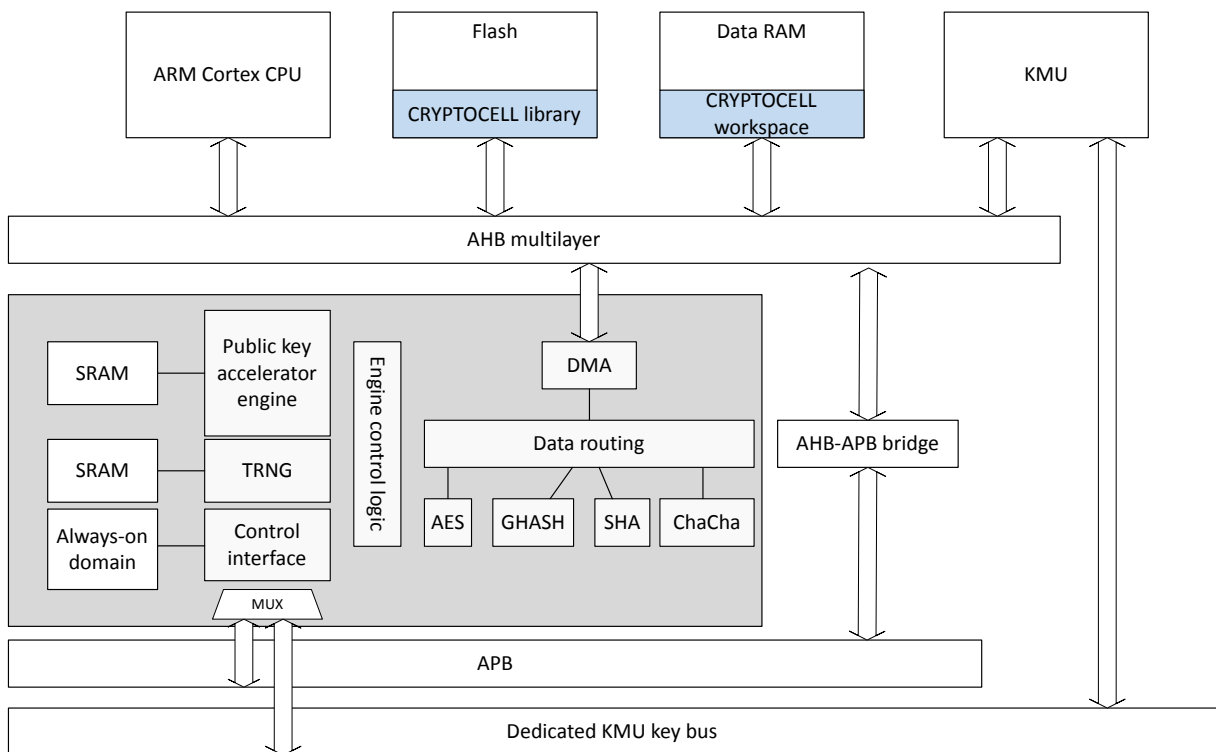 ARM Cortex CPU
Flash
CRYPTOCELL library
Data RAM
CRYPTOCELL
workspace
KMU
AHB multilayer
SRAM
Public key
accelerator
engine
Engine control logic
DMA
Data routing
AHB-APB bridge
SRAM
TRNG
AES
GHASH
SHA
ChaCha
Always-on
domain
Control
interface
MUX
APB
Dedicated KMU key bus